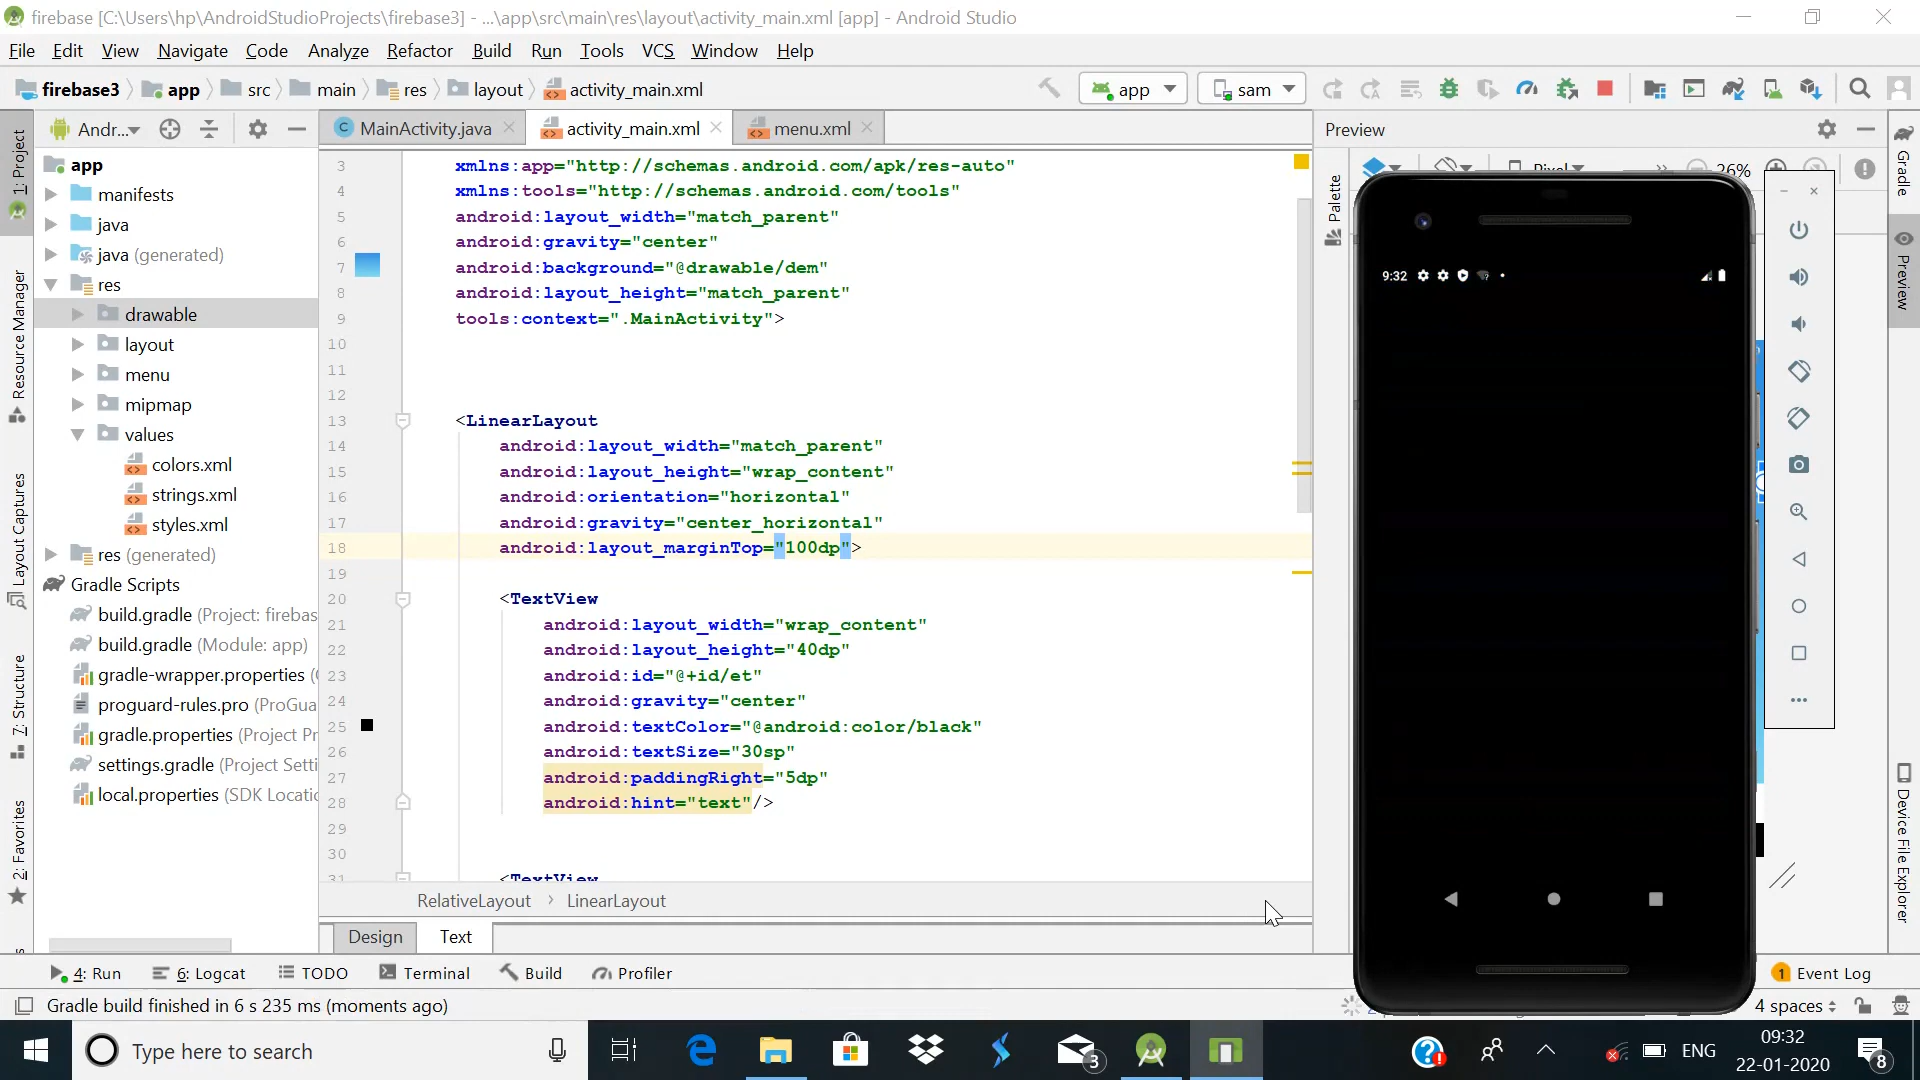 firebase [C:\Users\hp\AndroidStudioProjects\firebase3] - ...\app\src\main\res\layout\activity_main.xml [app] - Android Studio
File Edit View Navigate Code Analyze Refactor Build Run Tools VCS Window Help
firebase3 app src main res layout activity_main.xml app sam
Andr... MainActivity.java activity_main.xml menu.xml Preview
1: Project
Resource Manager
Layout Captures
7: Structure
2: Favorites
app
manifests
java
java (generated)
res
drawable
layout
menu
mipmap
values
colors.xml
strings.xml
styles.xml
res (generated)
Gradle Scripts
build.gradle (Project: firebas
build.gradle (Module: app)
gradle-wrapper.properties (
proguard-rules.pro (ProGua
gradle.properties (Project Pr
settings.gradle (Project Setti
local.properties (SDK Locatic
3 xmlns:app="http://schemas.android.com/apk/res-auto"
4 xmlns:tools="http://schemas.android.com/tools"
5 android:layout_width="match_parent"
6 android:gravity="center"
7 android:background="@drawable/dem"
8 android:layout_height="match_parent"
9 tools:context=".MainActivity">
10
11
12
13 <LinearLayout
14 android:layout_width="match_parent"
15 android:layout_height="wrap_content"
16 android:orientation="horizontal"
17 android:gravity="center_horizontal"
18 android:layout_marginTop="100dp">
19
20 <TextView
21 android:layout_width="wrap_content"
22 android:layout_height="40dp"
23 android:id="@+id/et"
24 android:gravity="center"
25 android:textColor="@android:color/black"
26 android:textSize="30sp"
27 android:paddingRight="5dp"
28 android:hint="text"/>
29
30
31 <TextView
RelativeLayout LinearLayout
Design Text
Palette
Pixel 26%
9:32
Gradle
Preview
Device File Explorer
4: Run 6: Logcat TODO Terminal Build Profiler 1 Event Log
Gradle build finished in 6 s 235 ms (moments ago) 4 spaces
Type here to search 3 ENG 09:32
22-01-2020 8